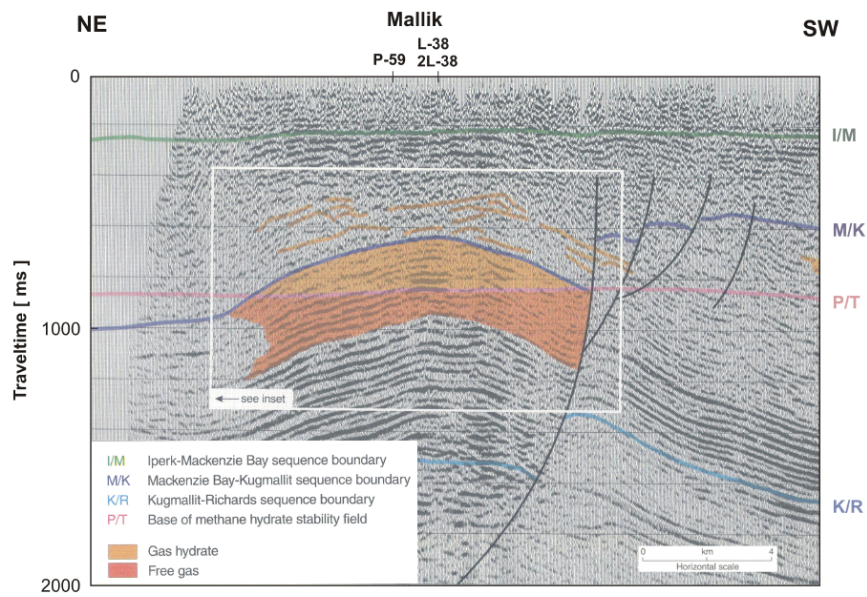 NE
Mallik
SW
L-38
P-59
2L-38
0
I/M
M/K
P/T
Traveltime [ ms ]
1000
see inset
I/M Iperk-Mackenzie Bay sequence boundary
M/K Mackenzie Bay-Kugmallit sequence boundary
K/R Kugmallit-Richards sequence boundary
P/T Base of methane hydrate stability field
Gas hydrate
Free gas
K/R
0 km 4
Horizontal scale
2000